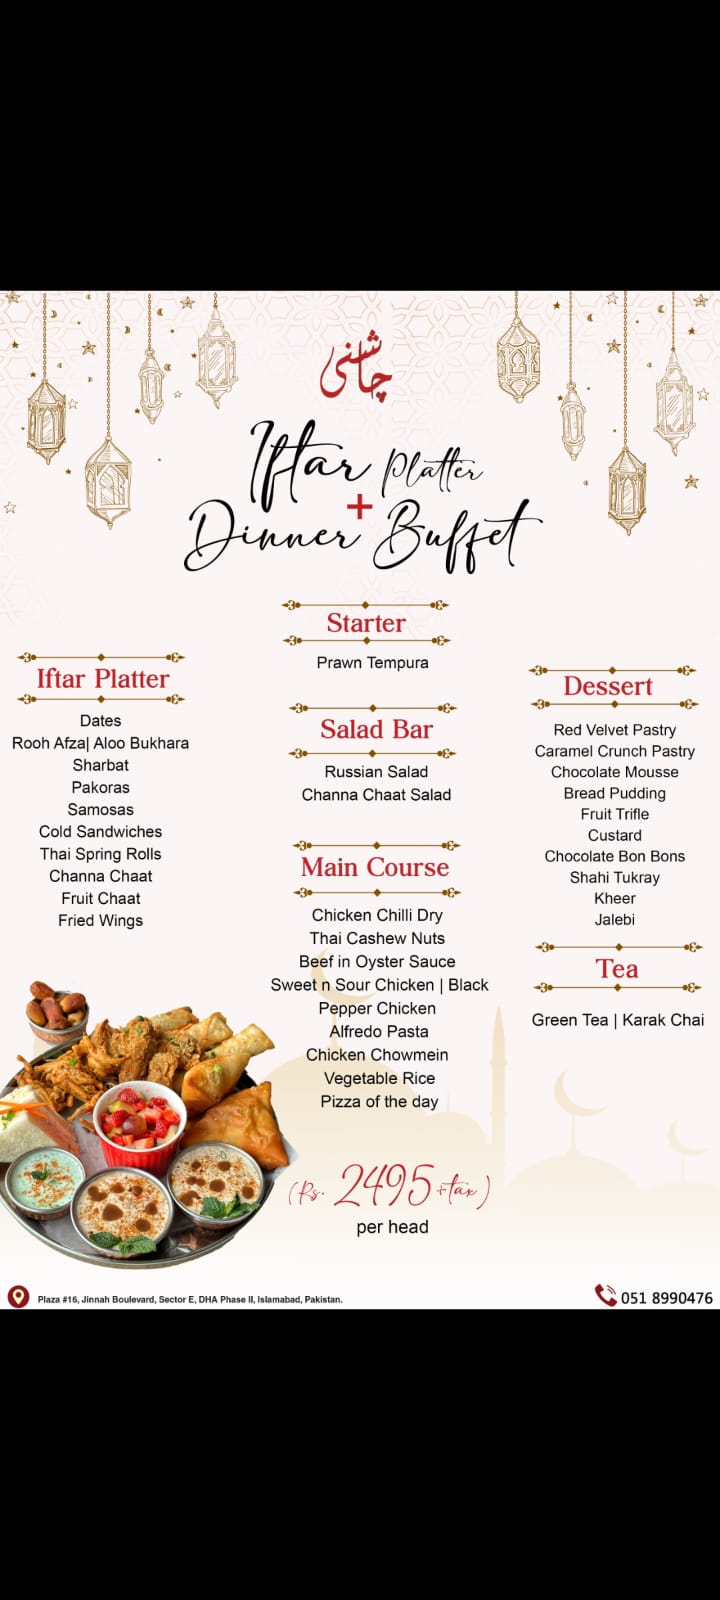 چاشنی
Iftar Platter
+
Dinner Buffet
Iftar Platter
Dates
Rooh Afza| Aloo Bukhara
Sharbat
Pakoras
Samosas
Cold Sandwiches
Thai Spring Rolls
Channa Chaat
Fruit Chaat
Fried Wings
Starter
Prawn Tempura
Salad Bar
Russian Salad
Channa Chaat Salad
Main Course
Chicken Chilli Dry
Thai Cashew Nuts
Beef in Oyster Sauce
Sweet n Sour Chicken | Black
Pepper Chicken
Alfredo Pasta
Chicken Chowmein
Vegetable Rice
Pizza of the day
Dessert
Red Velvet Pastry
Caramel Crunch Pastry
Chocolate Mousse
Bread Pudding
Fruit Trifle
Custard
Chocolate Bon Bons
Shahi Tukray
Kheer
Jalebi
Tea
Green Tea | Karak Chai
(Rs. 2495+tax)
per head
Plaza #16, Jinnah Boulevard, Sector E, DHA Phase II, Islamabad, Pakistan.
051 8990476